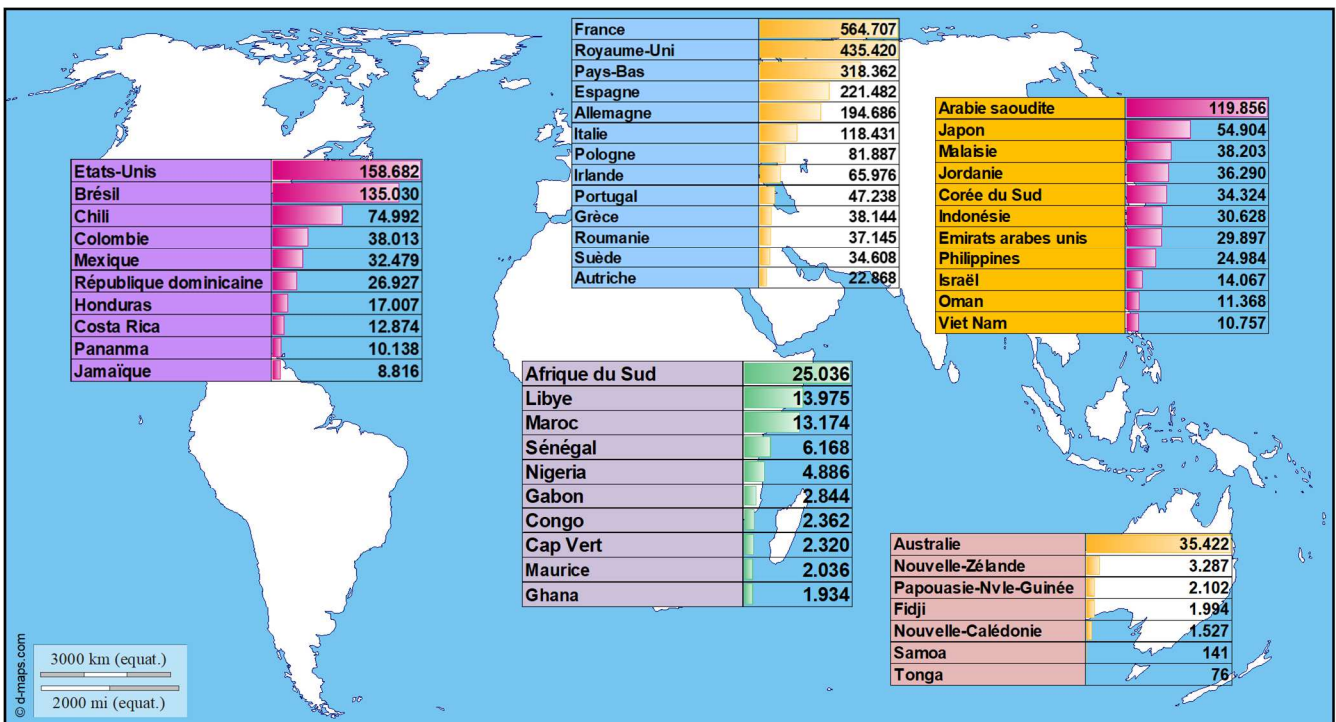 France 564.707
Royaume-Uni 435.420
Pays-Bas 318.362
Espagne 221.482
Allemagne 194.686
Italie 118.431
Pologne 81.887
Irlande 65.976
Portugal 47.238
Grèce 38.144
Roumanie 37.145
Suède 34.608
Autriche 22.868
Etats-Unis 158.682
Brésil 135.030
Chili 74.992
Colombie 38.013
Mexique 32.479
République dominicaine 26.927
Honduras 17.007
Costa Rica 12.874
Pananma 10.138
Jamaïque 8.816
Arabie saoudite 119.856
Japon 54.904
Malaisie 38.203
Jordanie 36.290
Corée du Sud 34.324
Indonésie 30.628
Emirats arabes unis 29.897
Philippines 24.984
Israël 14.067
Oman 11.368
Viet Nam 10.757
Afrique du Sud 25.036
Libye 13.975
Maroc 13.174
Sénégal 6.168
Nigeria 4.886
Gabon 2.844
Congo 2.362
Cap Vert 2.320
Maurice 2.036
Ghana 1.934
Australie 35.422
Nouvelle-Zélande 3.287
Papouasie-Nvle-Guinée 2.102
Fidji 1.994
Nouvelle-Calédonie 1.527
Samoa 141
Tonga 76
© d-maps.com
3000 km (equat.)
2000 mi (equat.)